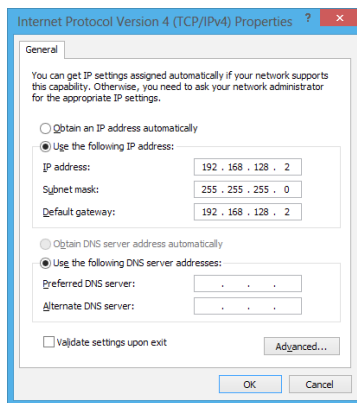 Internet Protocol Version 4 (TCP/IPv4) Properties ? ×
General
You can get IP settings assigned automatically if your network supports
this capability. Otherwise, you need to ask your network administrator
for the appropriate IP settings.
Obtain an IP address automatically
Use the following IP address:
IP address: 192 . 168 . 128 . 2
Subnet mask: 255 . 255 . 255 . 0
Default gateway: 192 . 168 . 128 . 2
Obtain DNS server address automatically
Use the following DNS server addresses:
Preferred DNS server: . . .
Alternate DNS server: . . .
Validate settings upon exit
Advanced...
OK Cancel